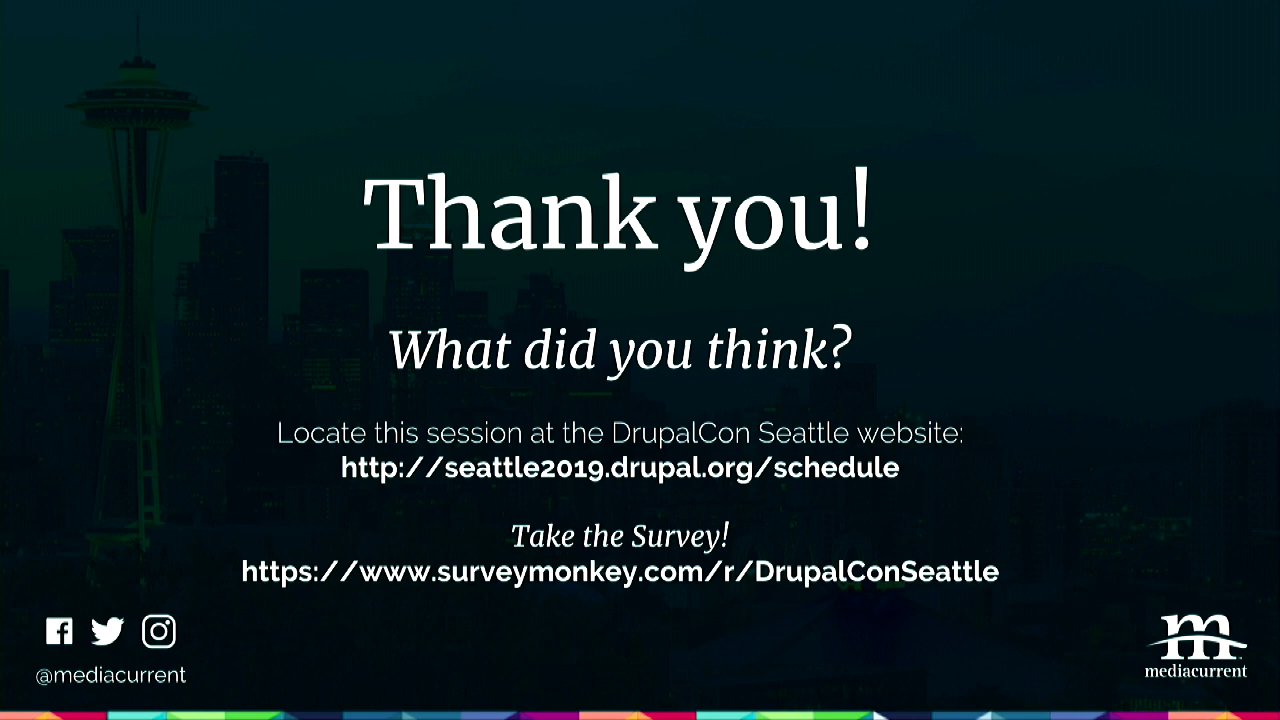 Thank you!
What did you think?
Locate this session at the DrupalCon Seattle website:
http://seattle2019.drupal.org/schedule
Take the Survey!
https://www.surveymonkey.com/r/DrupalConSeattle
@mediacurrent
m
mediacurrent